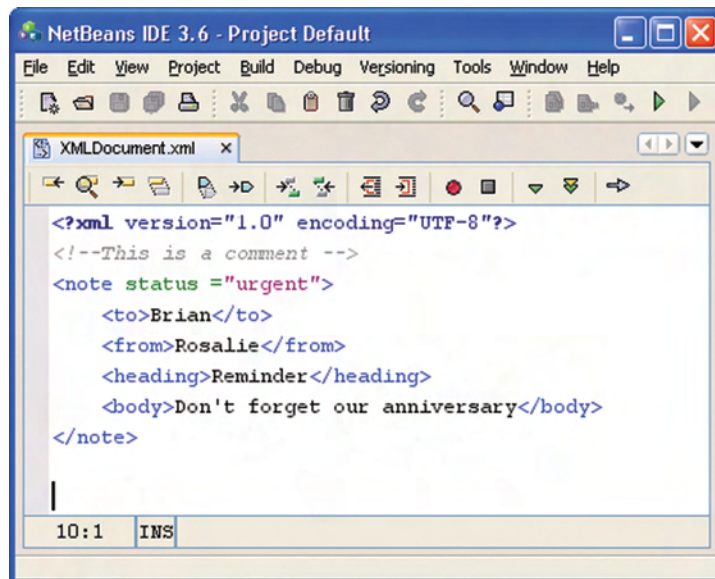 NetBeans IDE 3.6 - Project Default
File Edit View Project Build Debug Versioning Tools Window Help
XMLDocument.xml
<?xml version="1.0" encoding="UTF-8"?>
<!--This is a comment -->
<note status ="urgent">
<to>Brian</to>
<from>Rosalie</from>
<heading>Reminder</heading>
<body>Don't forget our anniversary</body>
</note>
10:1 INS